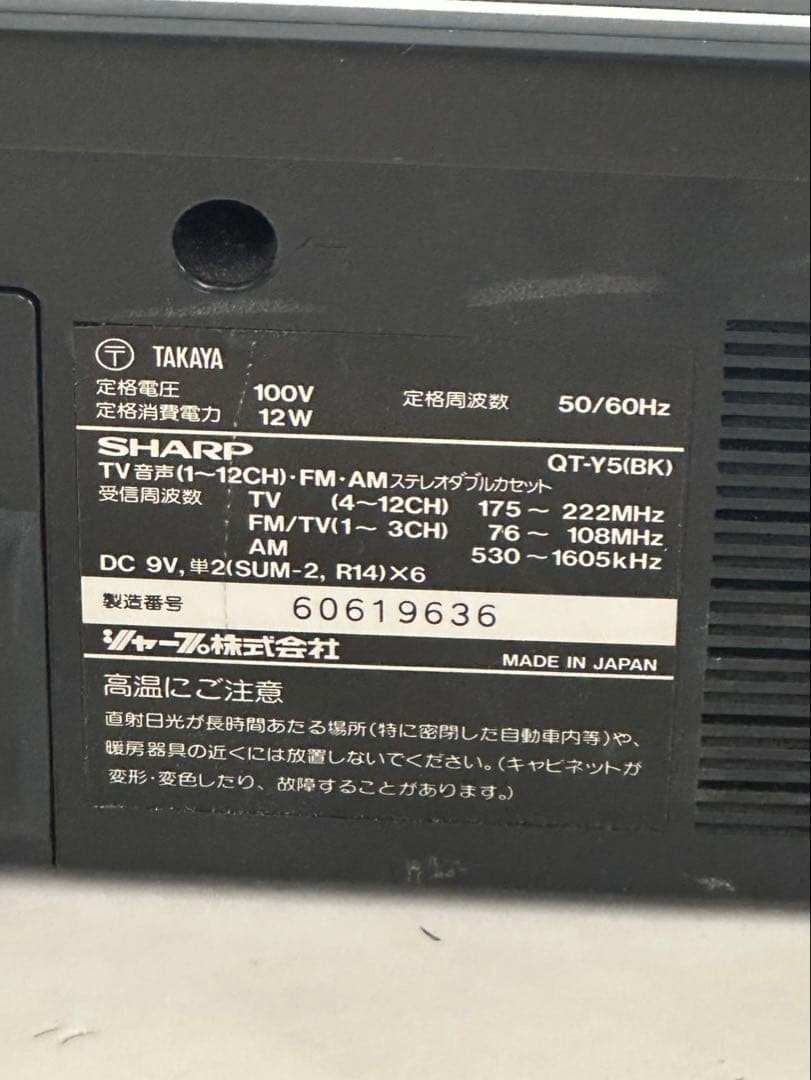 〒 TAKAYA
定格電圧 100V 定格周波数 50/60Hz
定格消費電力 12W
SHARP QT-Y5(BK)
TV音声(1〜12CH)・FM・AMステレオダブルカセット
受信周波数 TV (4〜12CH) 175〜 222MHz
FM/TV(1〜 3CH) 76〜 108MHz
AM 530〜1605kHz
DC 9V,単2(SUM-2, R14)×6
製造番号 60619636
シャープ株式会社 MADE IN JAPAN
高温にご注意
直射日光が長時間あたる場所(特に密閉した自動車内等)や、
暖房器具の近くには放置しないでください。(キャビネットが
変形・変色したり、故障することがあります。)